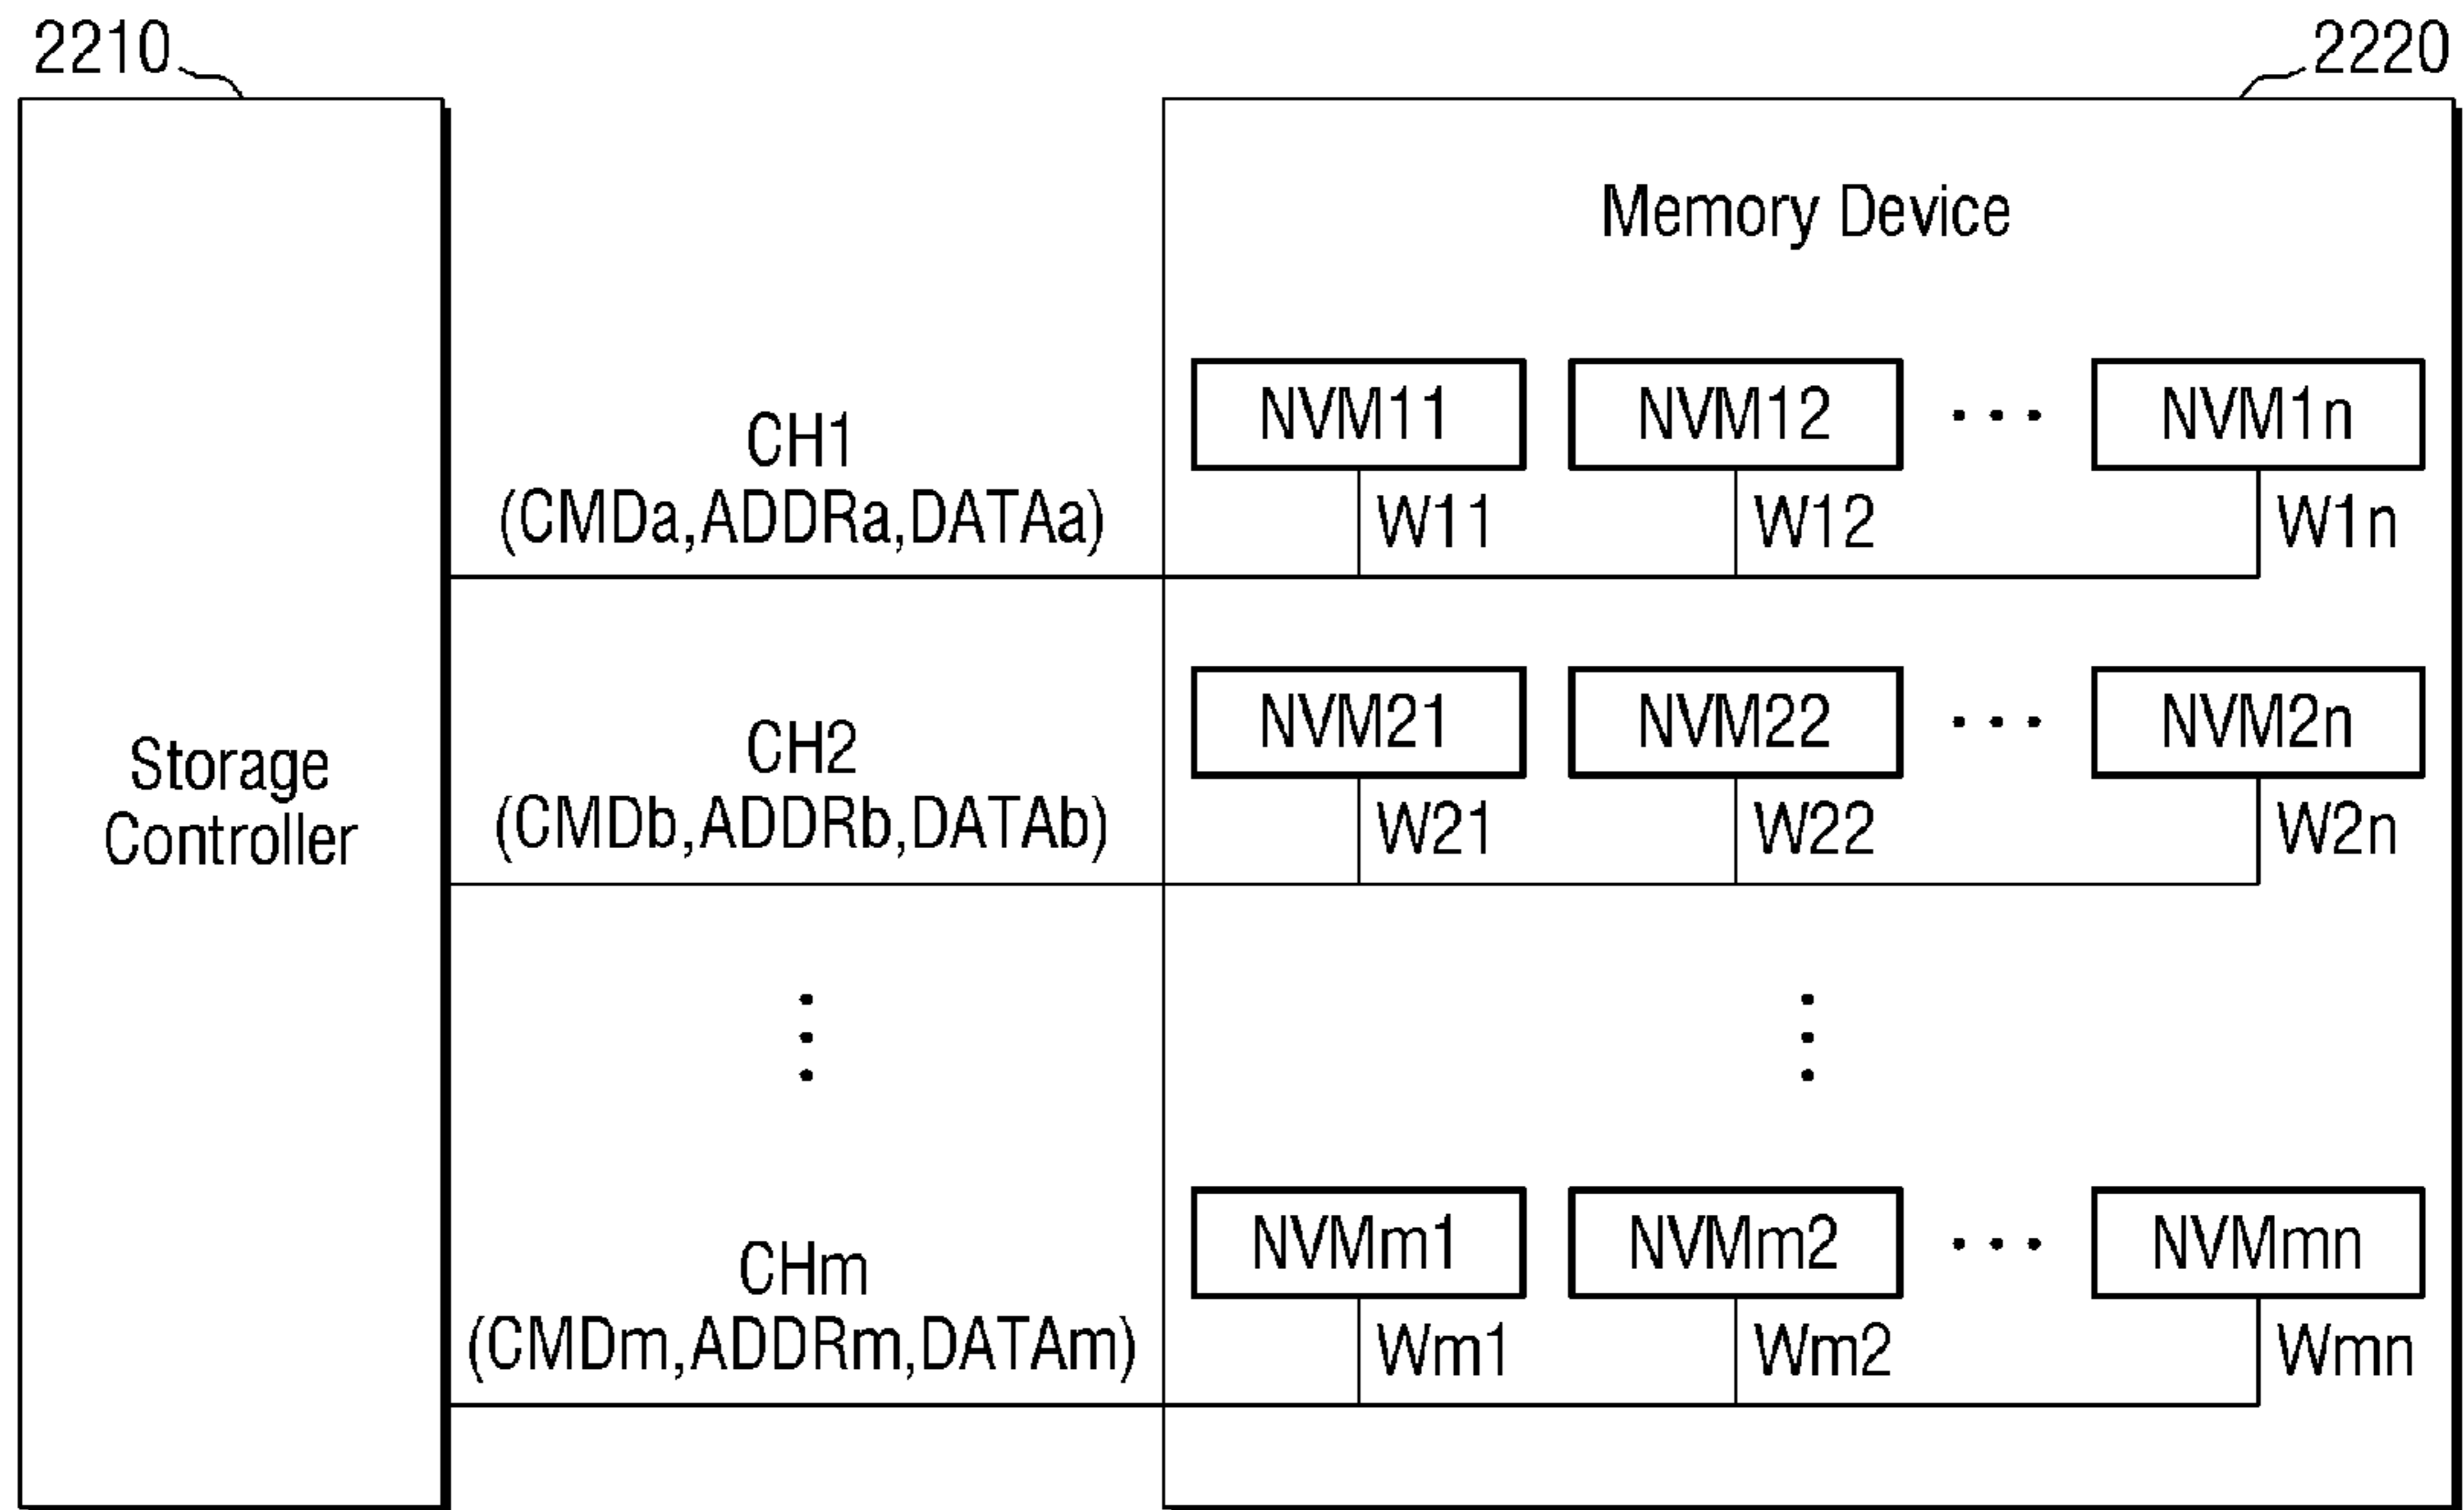 2210
2220
Memory Device
NVM11 NVM12 ··· NVM1n
CH1
(CMDa,ADDRa,DATAa)
W11 W12 W1n
NVM21 NVM22 ··· NVM2n
Storage
Controller
CH2
(CMDb,ADDRb,DATAb)
W21 W22 W2n
NVMm1 NVMm2 ··· NVMmn
CHm
(CMDm,ADDRm,DATAm)
Wm1 Wm2 Wmn